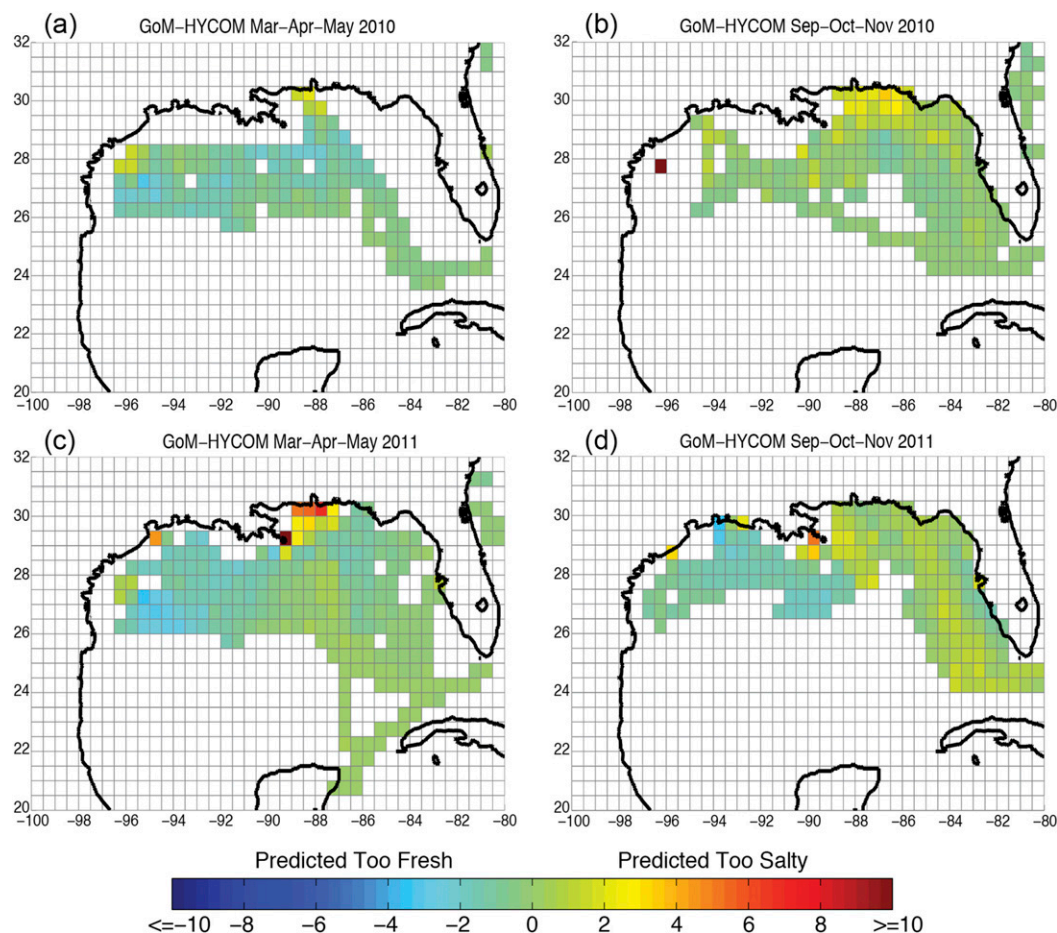 (a) GoM-HYCOM Mar-Apr-May 2010
32
30
28
26
24
22
20
-100 -98 -96 -94 -92 -90 -88 -86 -84 -82 -80
(b) GoM-HYCOM Sep-Oct-Nov 2010
32
30
28
26
24
22
20
-100 -98 -96 -94 -92 -90 -88 -86 -84 -82 -80
(c) GoM-HYCOM Mar-Apr-May 2011
32
30
28
26
24
22
20
-100 -98 -96 -94 -92 -90 -88 -86 -84 -82 -80
(d) GoM-HYCOM Sep-Oct-Nov 2011
32
30
28
26
24
22
20
-100 -98 -96 -94 -92 -90 -88 -86 -84 -82 -80
Predicted Too Fresh Predicted Too Salty
<=-10 -8 -6 -4 -2 0 2 4 6 8 >=10